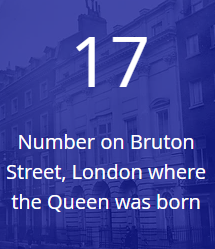 17
Number on Bruton
Street, London where
the Queen was born